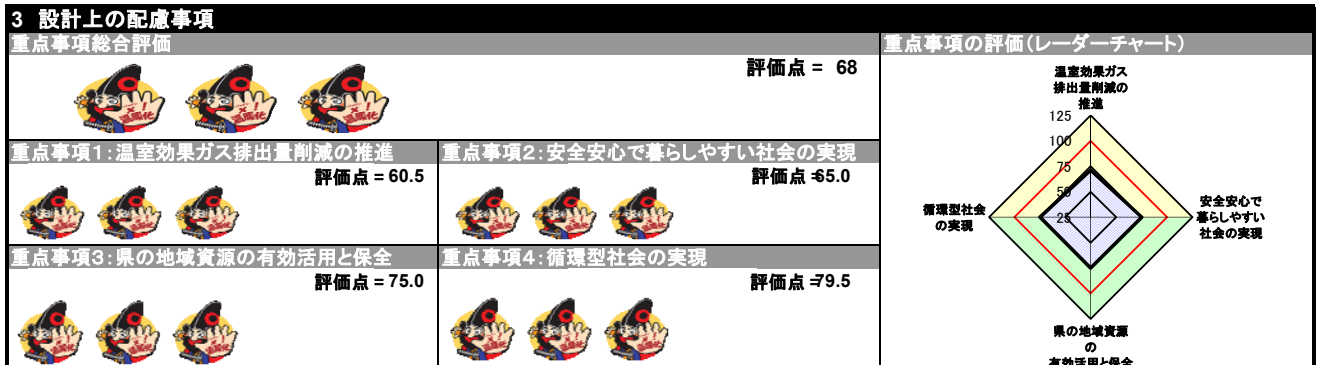 3 設計上の配慮事項
重点事項総合評価
評価点 = 68
重点事項1:温室効果ガス排出量削減の推進
評価点 = 60.5
重点事項2:安全安心で暮らしやすい社会の実現
評価点 =65.0
重点事項3:県の地域資源の有効活用と保全
評価点 = 75.0
重点事項4:循環型社会の実現
評価点 =79.5
重点事項の評価(レーダーチャート)
温室効果ガス
排出量削減の
推進
125
100
75
50
25
循環型社会
の実現
安全安心で
暮らしやすい
社会の実現
県の地域資源
の
有効活用と保全